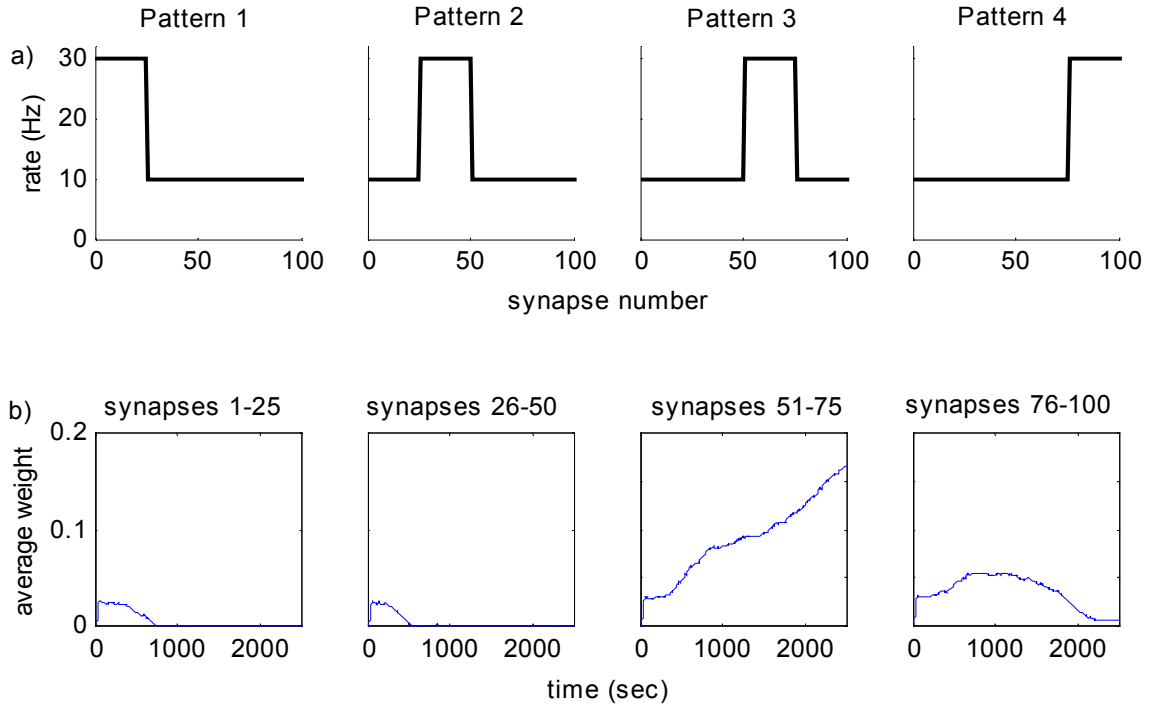 Pattern 1 Pattern 2 Pattern 3 Pattern 4
a)
30
20
10
0
rate (Hz)
0 50 100 0 50 100 0 50 100 0 50 100
synapse number
b)
synapses 1-25 synapses 26-50 synapses 51-75 synapses 76-100
0.2
0.1
0
average weight
0 1000 2000 0 1000 2000 0 1000 2000 0 1000 2000
time (sec)